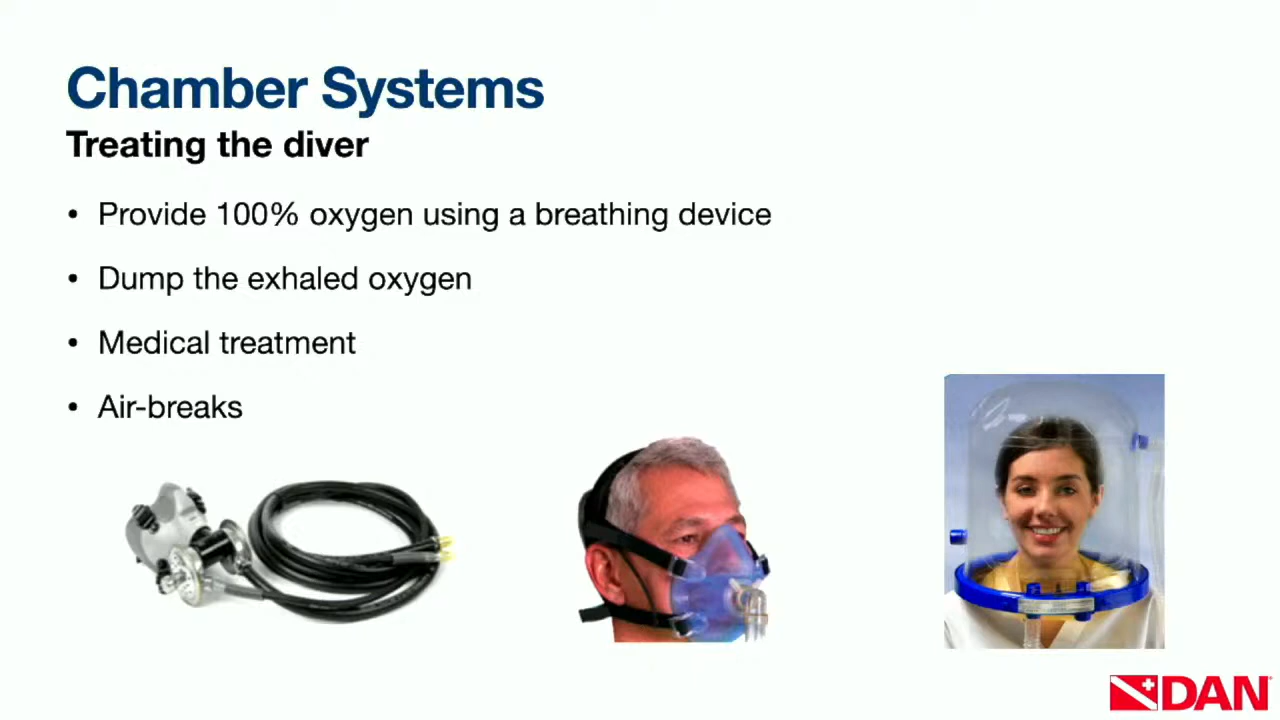 Chamber Systems
Treating the diver
• Provide 100% oxygen using a breathing device
• Dump the exhaled oxygen
• Medical treatment
• Air-breaks
DAN